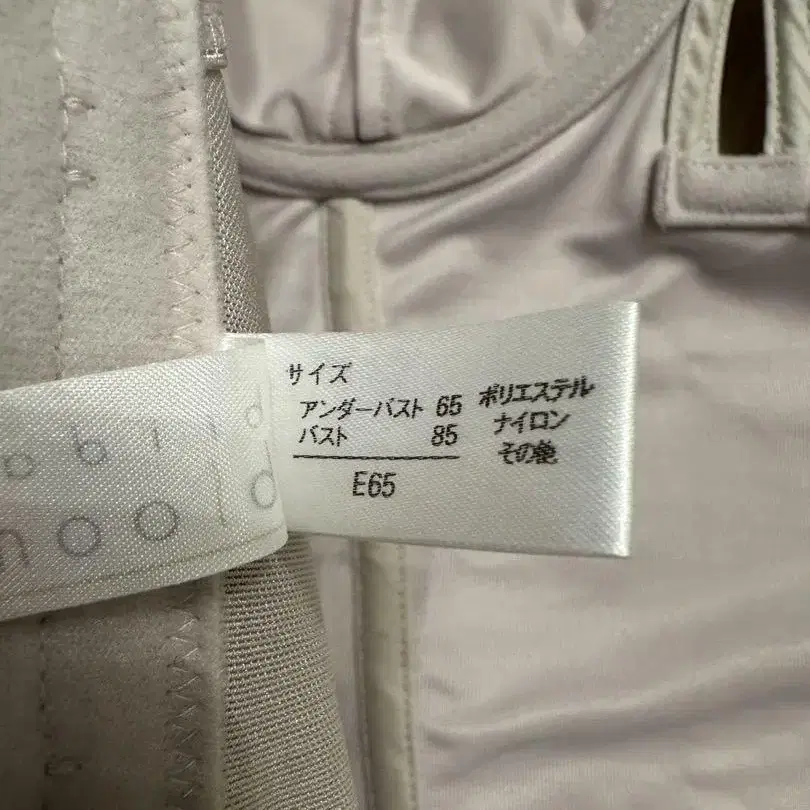 サイズ
アンダーバスト 65
バスト 85
E65
ポリエステル
ナイロン
その他